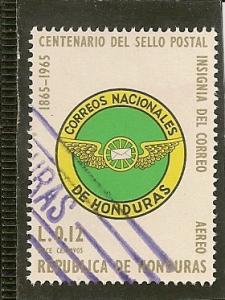 CENTENARIO DEL SELLO POSTAL
1865-1965
INSIGNIA DEL CORREO
CORREOS NACIONALES
DE HONDURAS
L.0.12
DOCE CENTAVOS
AEREO
REPUBLICA DE HONDURAS
URAS